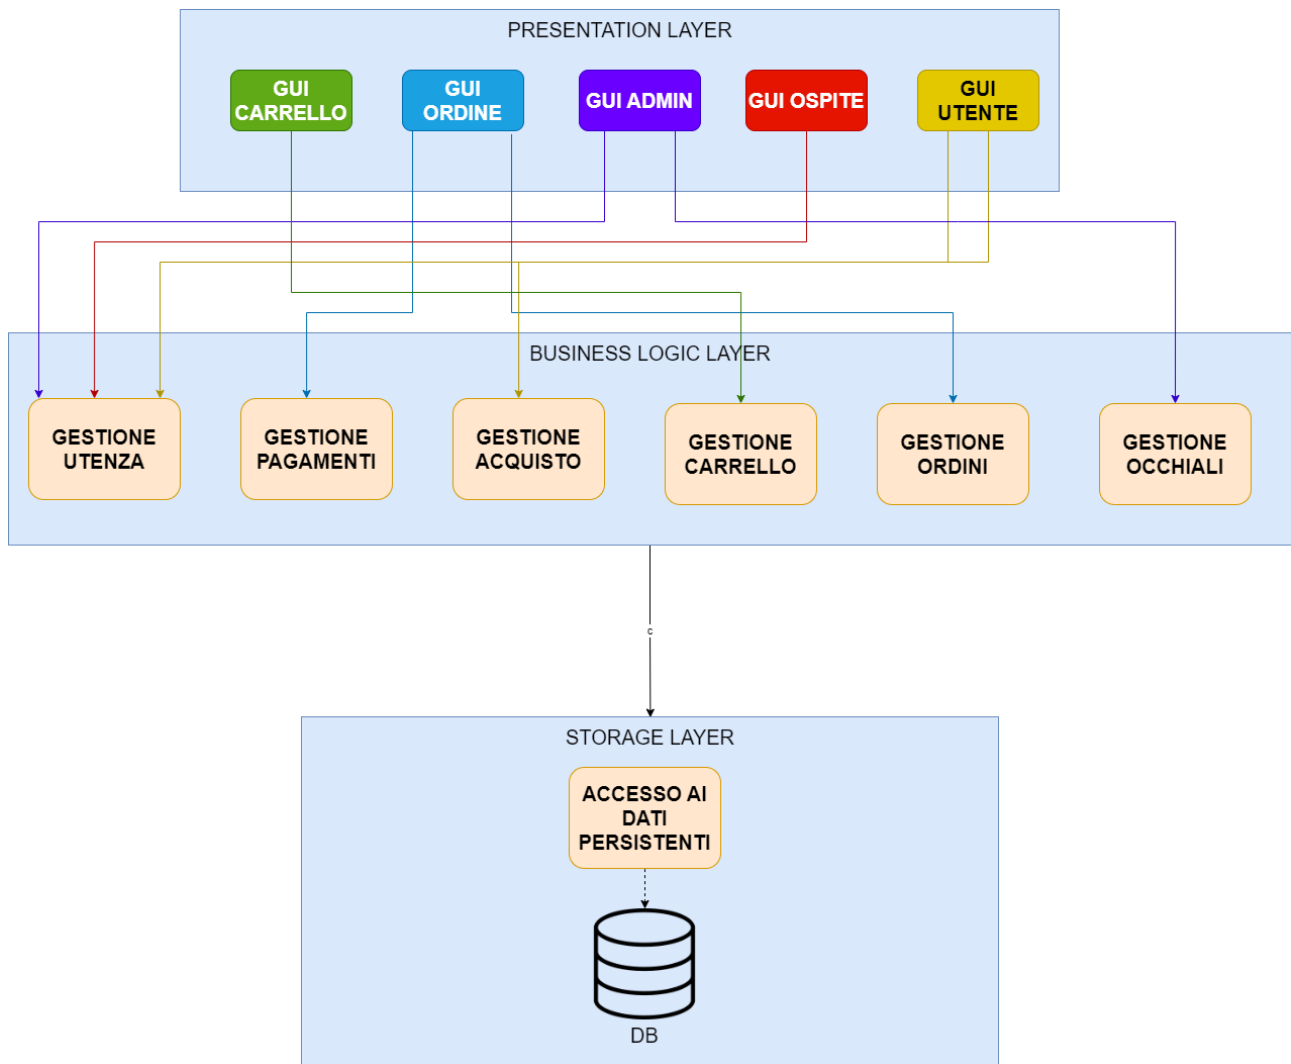 PRESENTATION LAYER
GUI
CARRELLO
GUI
ORDINE
GUI ADMIN
GUI OSPITE
GUI
UTENTE
BUSINESS LOGIC LAYER
GESTIONE
UTENZA
GESTIONE
PAGAMENTI
GESTIONE
ACQUISTO
GESTIONE
CARRELLO
GESTIONE
ORDINI
GESTIONE
OCCHIALI
c
STORAGE LAYER
ACCESSO AI
DATI
PERSISTENTI
DB